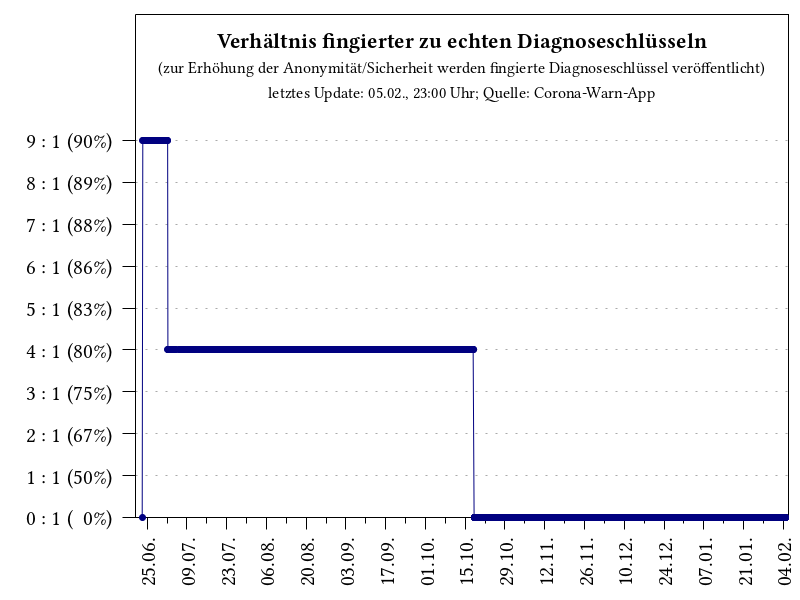 Verhältnis fingierter zu echten Diagnoseschlüsseln
(zur Erhöhung der Anonymität/Sicherheit werden fingierte Diagnoseschlüssel veröffentlicht)
letztes Update: 05.02., 23:00 Uhr; Quelle: Corona-Warn-App
9 : 1 (90%)
8 : 1 (89%)
7 : 1 (88%)
6 : 1 (86%)
5 : 1 (83%)
4 : 1 (80%)
3 : 1 (75%)
2 : 1 (67%)
1 : 1 (50%)
0 : 1 ( 0%)
25.06.
09.07.
23.07.
06.08.
20.08.
03.09.
17.09.
01.10.
15.10.
29.10.
12.11.
26.11.
10.12.
24.12.
07.01.
21.01.
04.02.